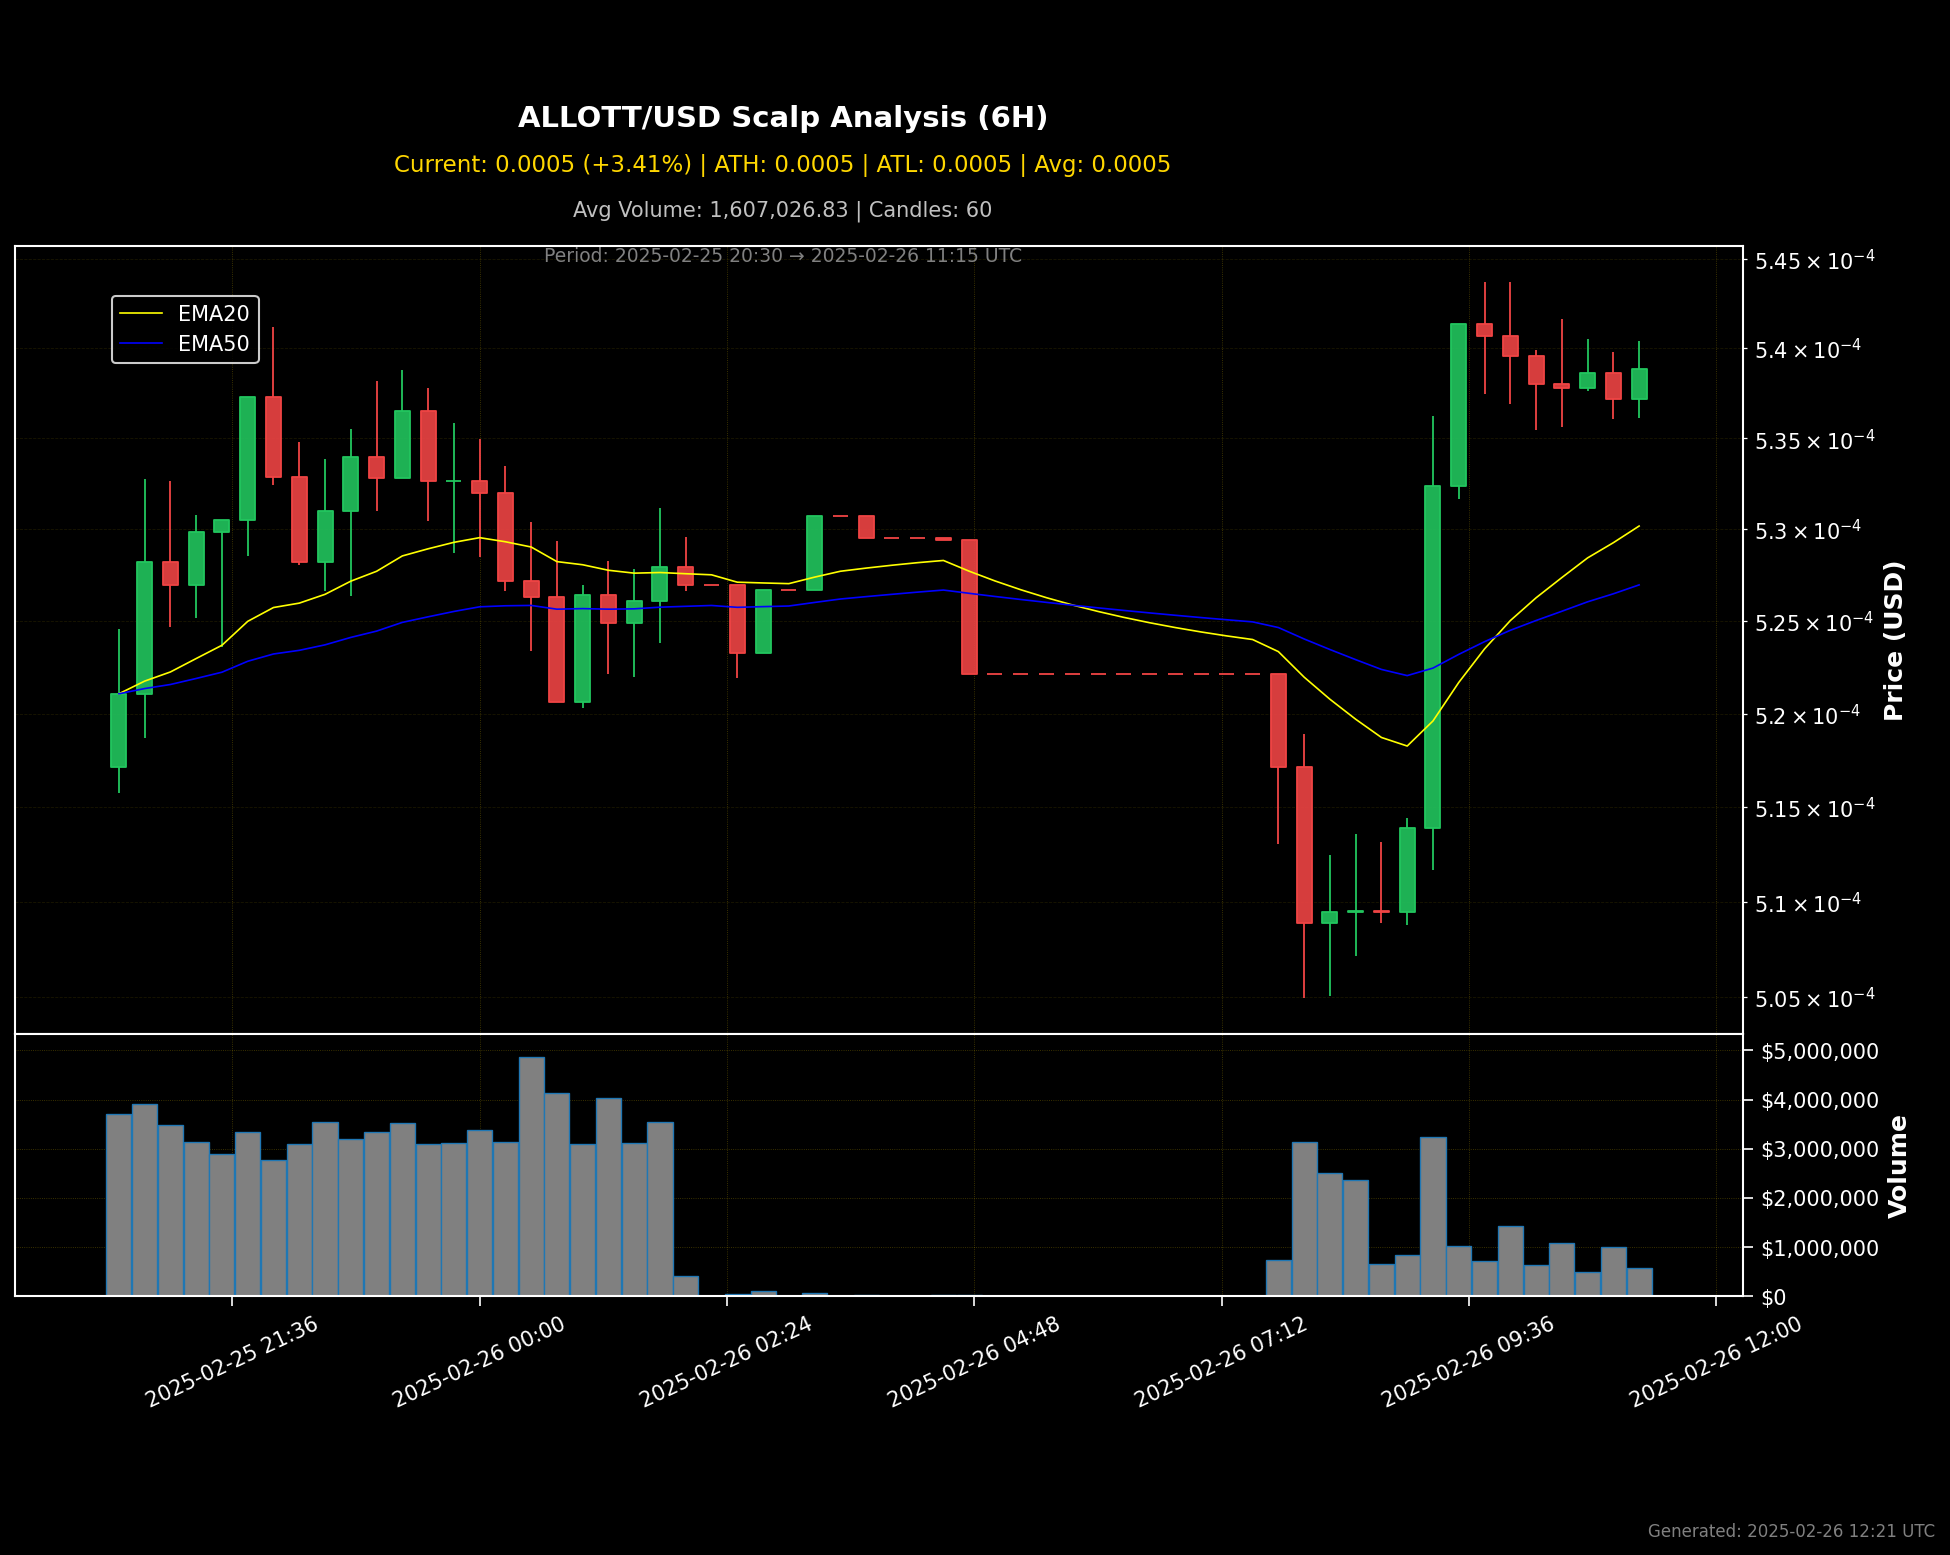 ALLOTT/USD Scalp Analysis (6H)
Current: 0.0005 (+3.41%) | ATH: 0.0005 | ATL: 0.0005 | Avg: 0.0005
Avg Volume: 1,607,026.83 | Candles: 60
Period: 2025-02-25 20:30 → 2025-02-26 11:15 UTC
EMA20
EMA50
5.45 × 10⁻⁴
5.4 × 10⁻⁴
5.35 × 10⁻⁴
5.3 × 10⁻⁴
5.25 × 10⁻⁴
5.2 × 10⁻⁴
5.15 × 10⁻⁴
5.1 × 10⁻⁴
5.05 × 10⁻⁴
Price (USD)
$5,000,000
$4,000,000
$3,000,000
$2,000,000
$1,000,000
$0
Volume
2025-02-25 21:36
2025-02-26 00:00
2025-02-26 02:24
2025-02-26 04:48
2025-02-26 07:12
2025-02-26 09:36
2025-02-26 12:00
Generated: 2025-02-26 12:21 UTC